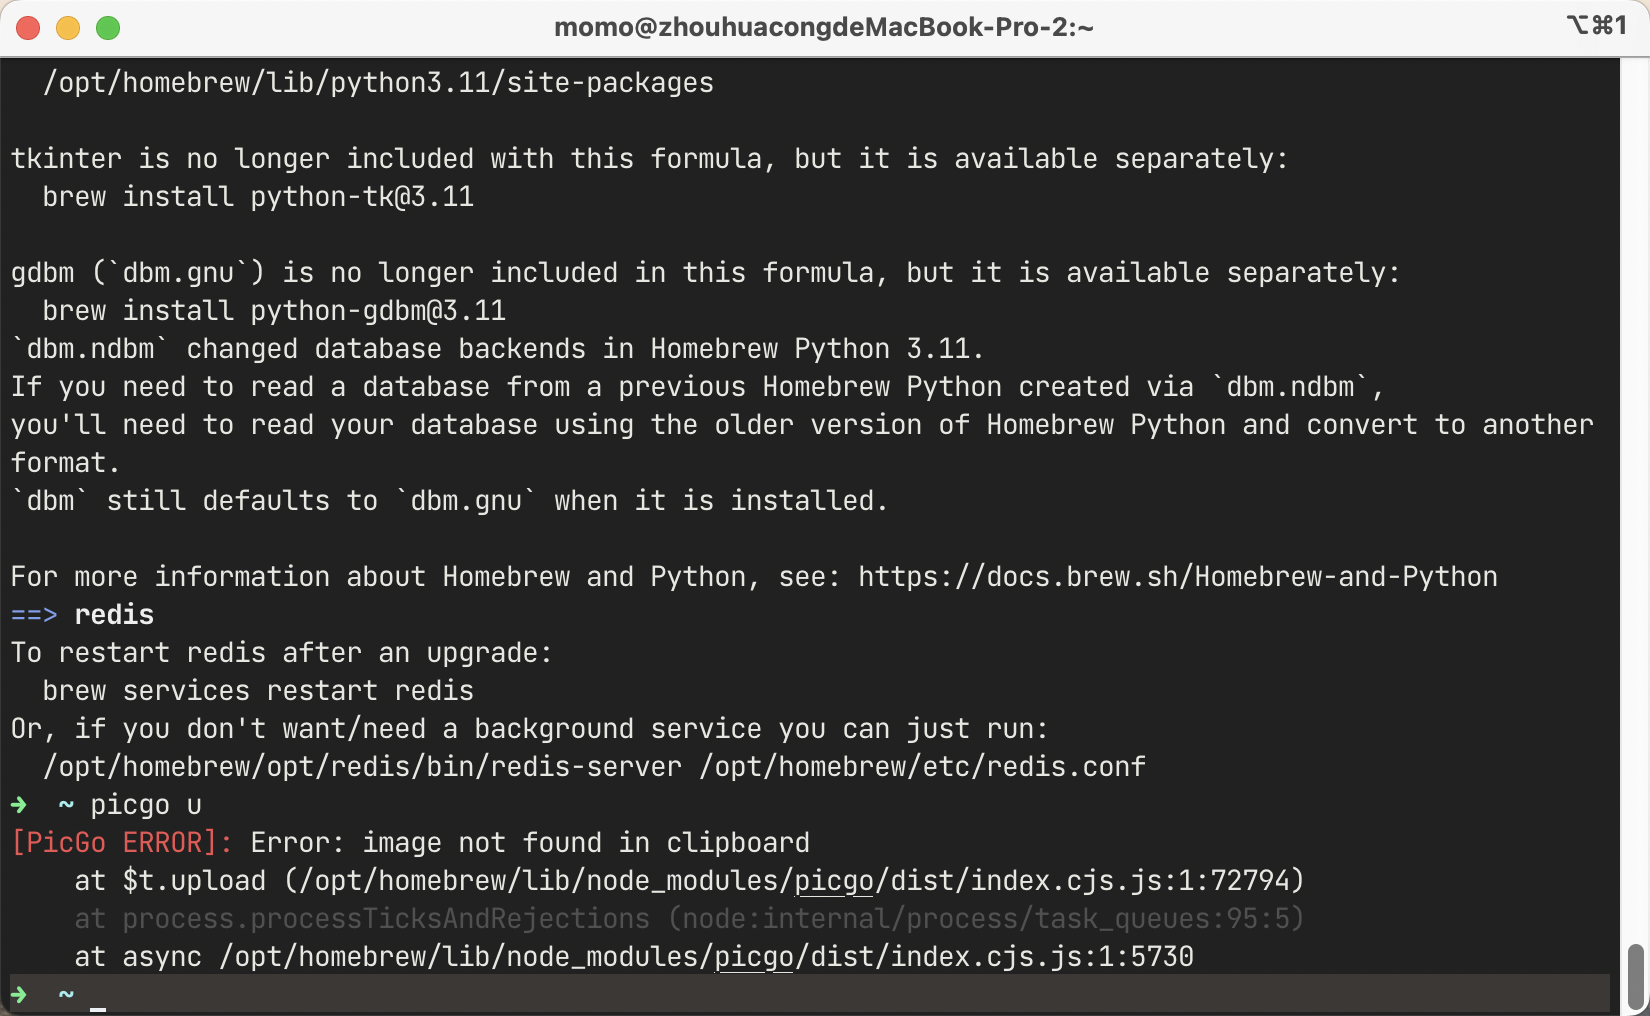 momo@zhouhuacongdeMacBook-Pro-2:~ ⌥⌘1
/opt/homebrew/lib/python3.11/site-packages
tkinter is no longer included with this formula, but it is available separately:
brew install python-tk@3.11
gdbm (`dbm.gnu`) is no longer included in this formula, but it is available separately:
brew install python-gdbm@3.11
`dbm.ndbm` changed database backends in Homebrew Python 3.11.
If you need to read a database from a previous Homebrew Python created via `dbm.ndbm`,
you'll need to read your database using the older version of Homebrew Python and convert to another
format.
`dbm` still defaults to `dbm.gnu` when it is installed.
For more information about Homebrew and Python, see: https://docs.brew.sh/Homebrew-and-Python
==> redis
To restart redis after an upgrade:
brew services restart redis
Or, if you don't want/need a background service you can just run:
/opt/homebrew/opt/redis/bin/redis-server /opt/homebrew/etc/redis.conf
➜ ~ picgo u
[PicGo ERROR]: Error: image not found in clipboard
at $t.upload (/opt/homebrew/lib/node_modules/picgo/dist/index.cjs.js:1:72794)
at process.processTicksAndRejections (node:internal/process/task_queues:95:5)
at async /opt/homebrew/lib/node_modules/picgo/dist/index.cjs.js:1:5730
➜ ~